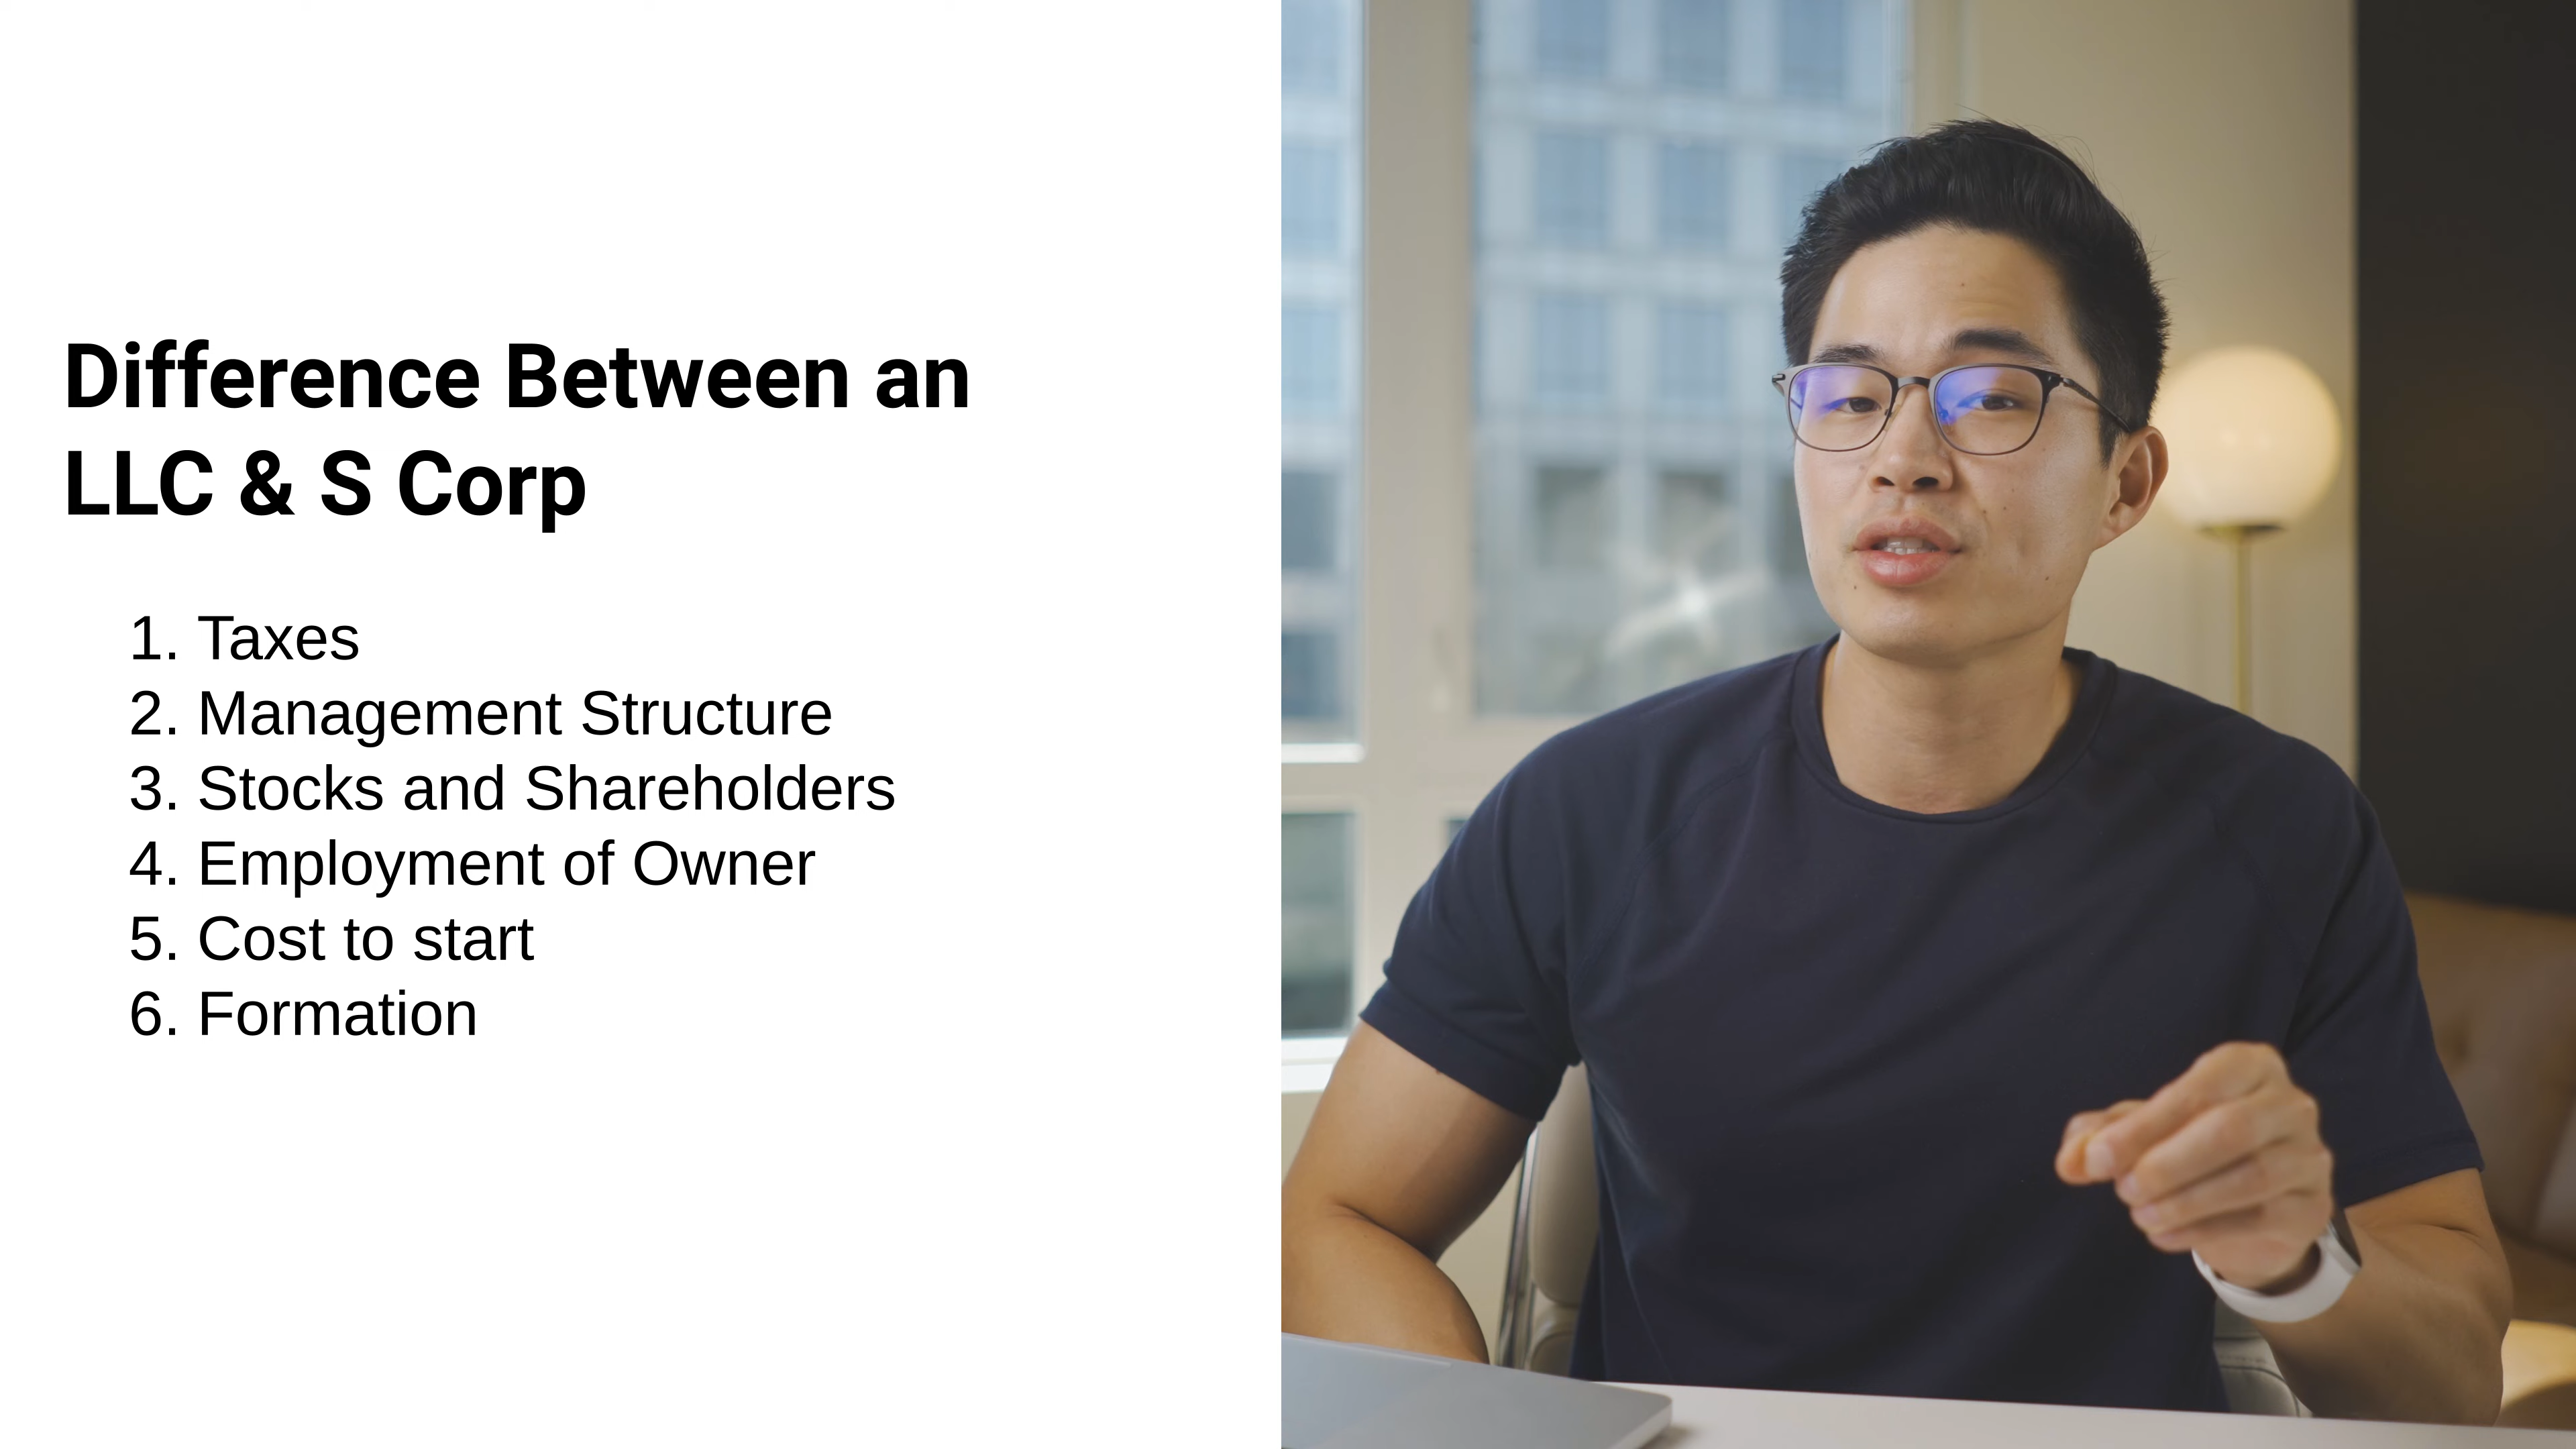 Difference Between an
LLC & S Corp
1. Taxes
2. Management Structure
3. Stocks and Shareholders
4. Employment of Owner
5. Cost to start
6. Formation